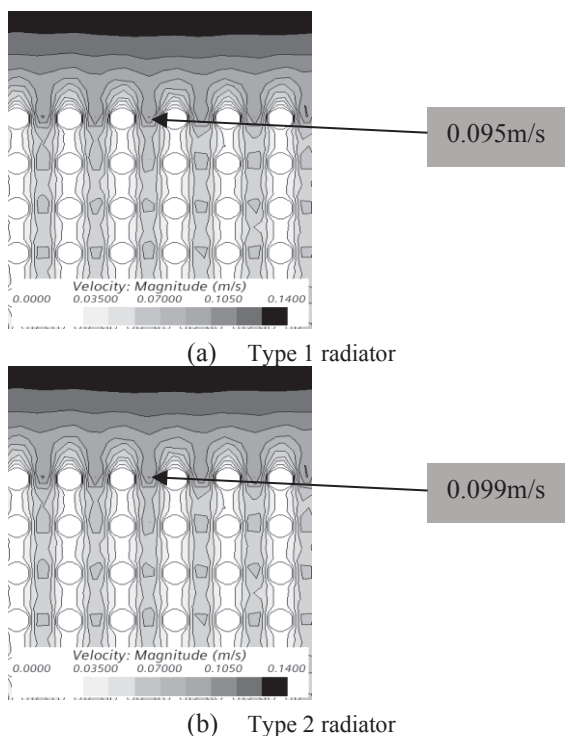 0.095m/s
Velocity: Magnitude (m/s)
0.0000 0.03500 0.07000 0.1050 0.1400
(a) Type 1 radiator
0.099m/s
Velocity: Magnitude (m/s)
0.0000 0.03500 0.07000 0.1050 0.1400
(b) Type 2 radiator